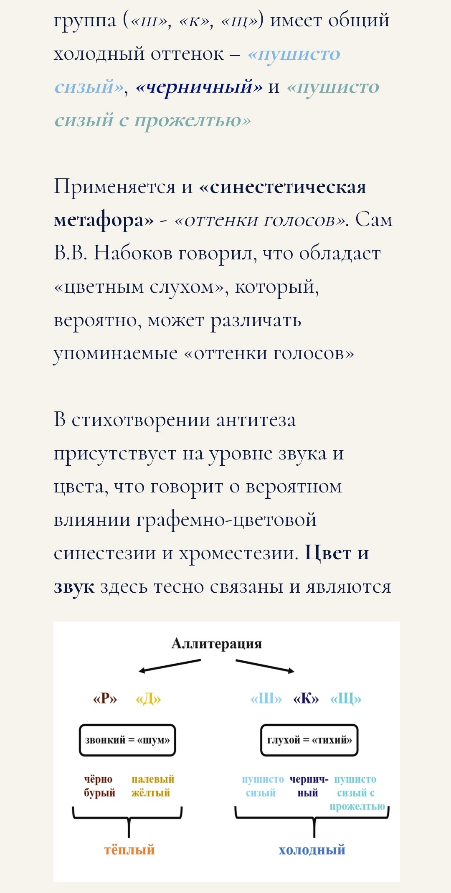 группа («ш», «к», «щ») имеет общий
холодный оттенок – «пушисто
сизый», «черничный» и «пушисто
сизый с прожелтью»
Применяется и «синестетическая
метафора» - «оттенки голосов». Сам
В.В. Набоков говорил, что обладает
«цветным слухом», который,
вероятно, может различать
упоминаемые «оттенки голосов»
В стихотворении антитеза
присутствует на уровне звука и
цвета, что говорит о вероятном
влиянии графемно-цветовой
синестезии и хроместезии. Цвет и
звук здесь тесно связаны и являются
Аллитерация
«Р» «Д» «Ш» «К» «Щ»
звонкий = «шум» глухой = «тихий»
чёрно палевый пушисто чернич- пушисто
бурый жёлтый сизый ный сизый с
прожелтью
тёплый холодный